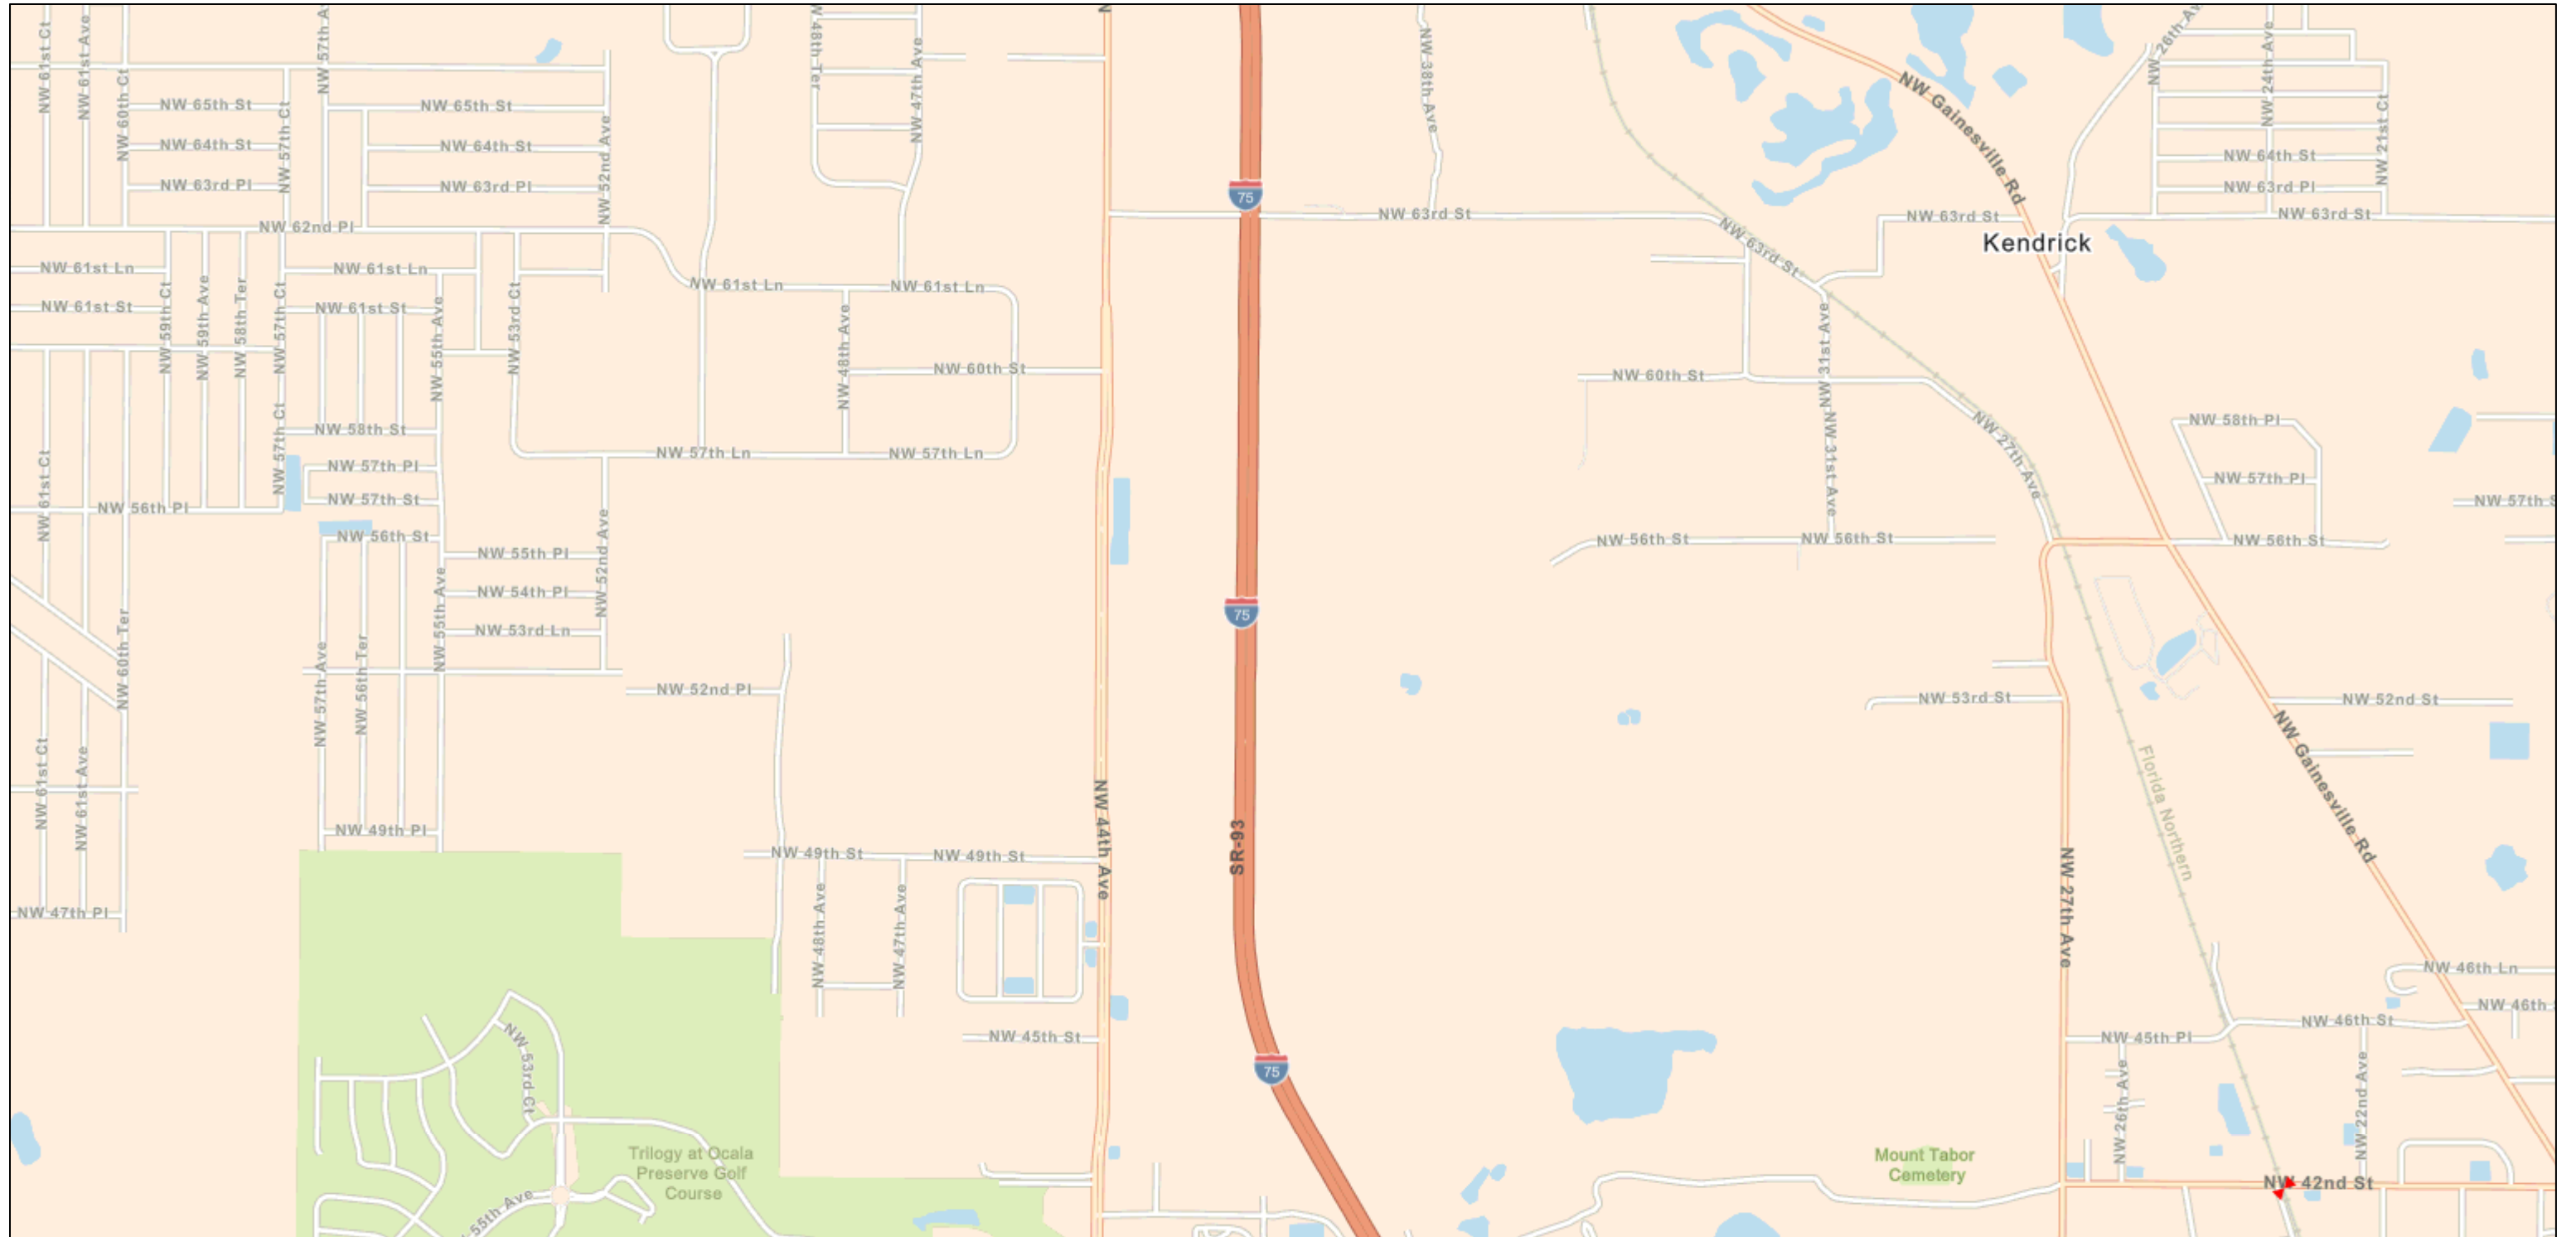 NW 61st Ct
NW 61st Ave
NW 60th Ct
NW 57th A
NW 48th Ter
NW 47th Ave
N
NW 38th Ave
NW Gainesville Rd
NW 26th Av
NW 24th Ave
NW 21st Ct
NW 65th St
NW 65th St
NW 64th St
NW 64th St
NW 63rd Pl
NW 63rd Pl
NW 57th Ct
NW 52nd Ave
NW 64th St
NW 63rd Pl
75
NW 63rd St
NW 63rd St
NW 63rd St
NW 63rd St
Kendrick
NW 62nd Pl
NW 61st Ln
NW 61st Ln
NW 61st Ln
NW 61st Ln
NW 61st St
NW 61st St
NW 59th Ct
NW 59th Ave
NW 58th Ter
NW 57th Ct
NW 55th Ave
NW 53rd Ct
NW 48th Ave
NW 60th St
NW 60th St
NW 31st Ave
NW
NW 31st Ave
NW 27th Ave
NW 58th Pl
NW 57th Pl
NW 57th S
NW 58th St
NW 57th Ct
NW 57th Pl
NW 57th St
NW 57th Ln
NW 57th Ln
NW 61st Ct
NW 56th Pl
NW 56th St
NW 55th Pl
NW 54th Pl
NW 53rd Ln
NW 52nd Ave
NW 55th Ave
NW 56th St
NW 56th St
NW 56th St
75
NW 60th Ter
NW 57th Ave
NW 56th Ter
NW 52nd Pl
NW 53rd St
NW 52nd St
NW Gainesville Rd
Florida Northern
NW 61st Ct
NW 61st Ave
NW 49th Pl
NW 49th St
NW 49th St
NW 44th Ave
SR-93
NW 27th Ave
NW 47th Pl
NW 48th Ave
NW 47th Ave
NW 46th Ln
NW 46th
NW 46th St
NW 45th St
NW 45th Pl
NW 53rd Ct
75
NW 26th Ave
NW 22nd Ave
Trilogy at Ocala
Preserve Golf
Course
Mount Tabor
Cemetery
NW 42nd St
55th Ave